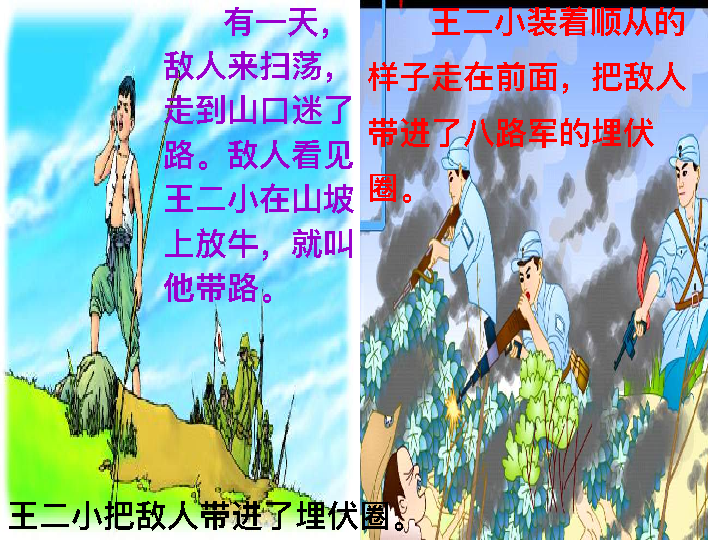 有一天，
敌人来扫荡，
走到山口迷了
路。敌人看见
王二小在山坡
上放牛，就叫
他带路。
王二小装着顺从的
样子走在前面，把敌人
带进了八路军的埋伏
圈。
王二小把敌人带进了埋伏圈。